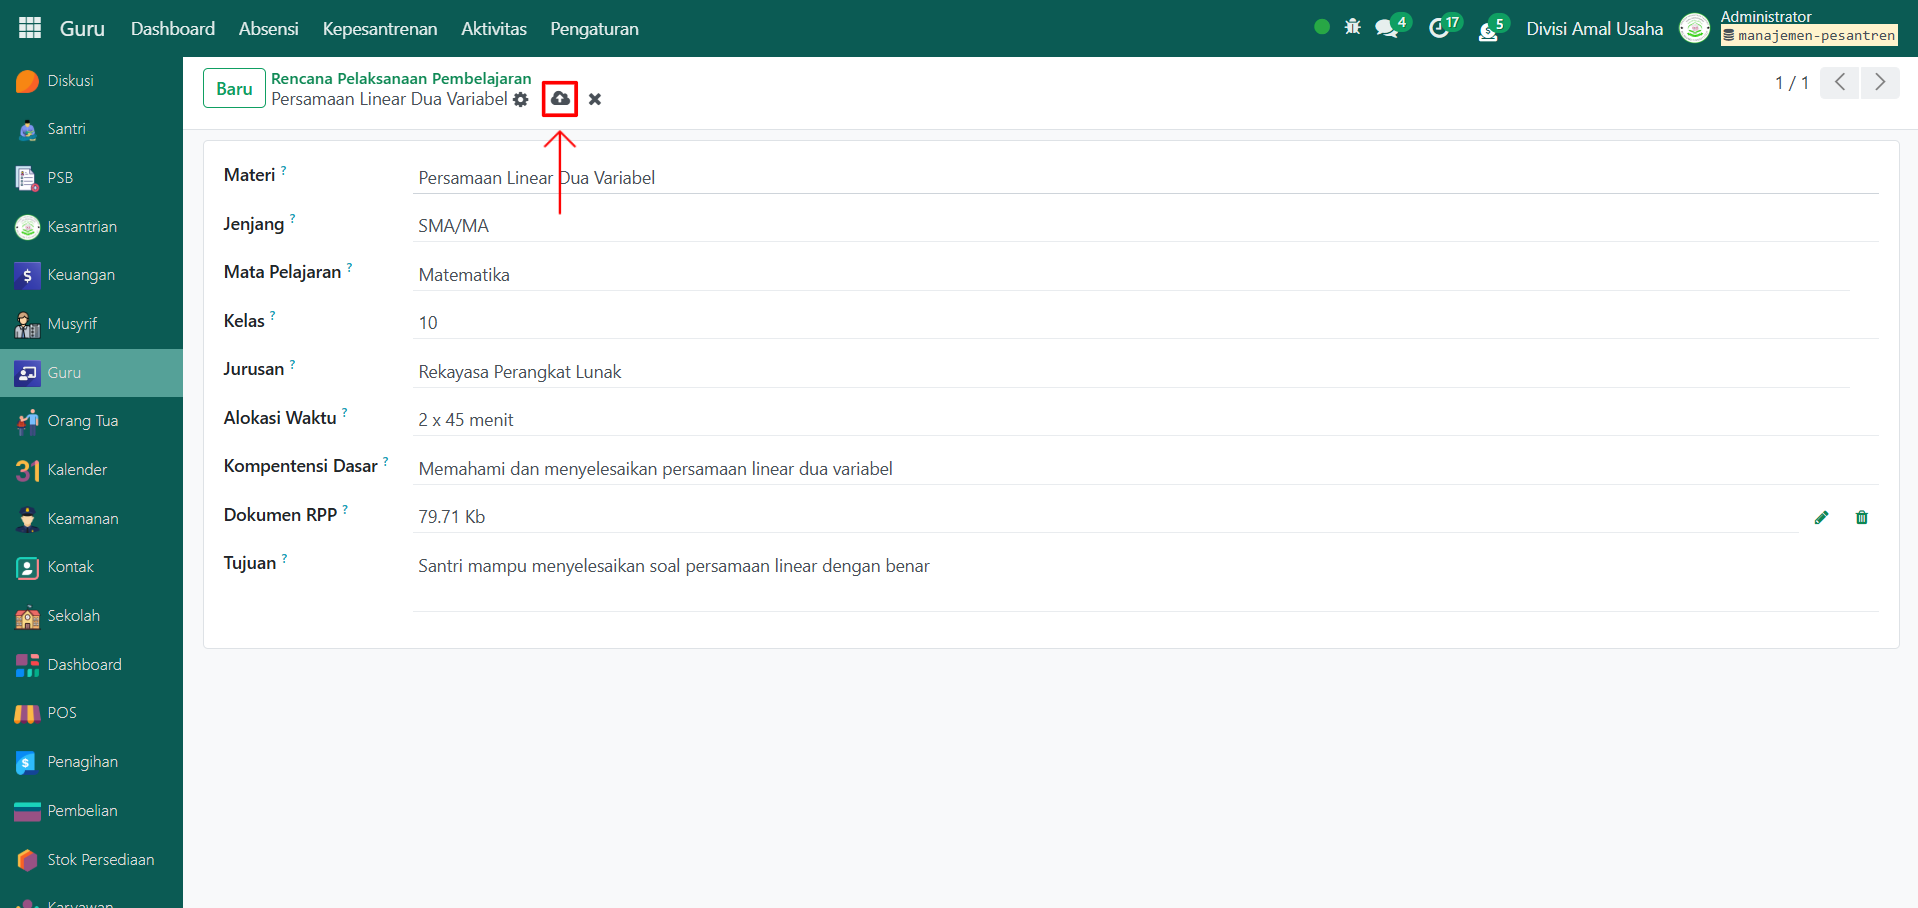 Guru
Dashboard
Absensi
Kepesantrenan
Aktivitas
Pengaturan
4
17
5
Divisi Amal Usaha
Administrator
manajemen-pesantren
Diskusi
Santri
PSB
Kesantrian
Keuangan
Musyrif
Guru
Orang Tua
31 Kalender
Keamanan
Kontak
Sekolah
Dashboard
POS
Penagihan
Pembelian
Stok Persediaan
Karyawan
Baru
Rencana Pelaksanaan Pembelajaran
Persamaan Linear Dua Variabel
1 / 1
Materi ? Persamaan Linear Dua Variabel
Jenjang ? SMA/MA
Mata Pelajaran ? Matematika
Kelas ? 10
Jurusan ? Rekayasa Perangkat Lunak
Alokasi Waktu ? 2 x 45 menit
Kompentensi Dasar ? Memahami dan menyelesaikan persamaan linear dua variabel
Dokumen RPP ? 79.71 Kb
Tujuan ? Santri mampu menyelesaikan soal persamaan linear dengan benar